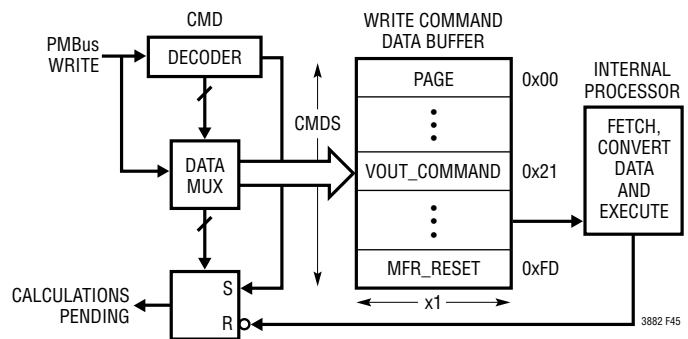 CMD
PMBus
WRITE
DECODER
CMDS
DATA
MUX
S
R
CALCULATIONS
PENDING
WRITE COMMAND
DATA BUFFER
PAGE
0x00
VOUT_COMMAND
0x21
MFR_RESET
0xFD
x1
INTERNAL
PROCESSOR
FETCH,
CONVERT
DATA
AND
EXECUTE
3882 F45